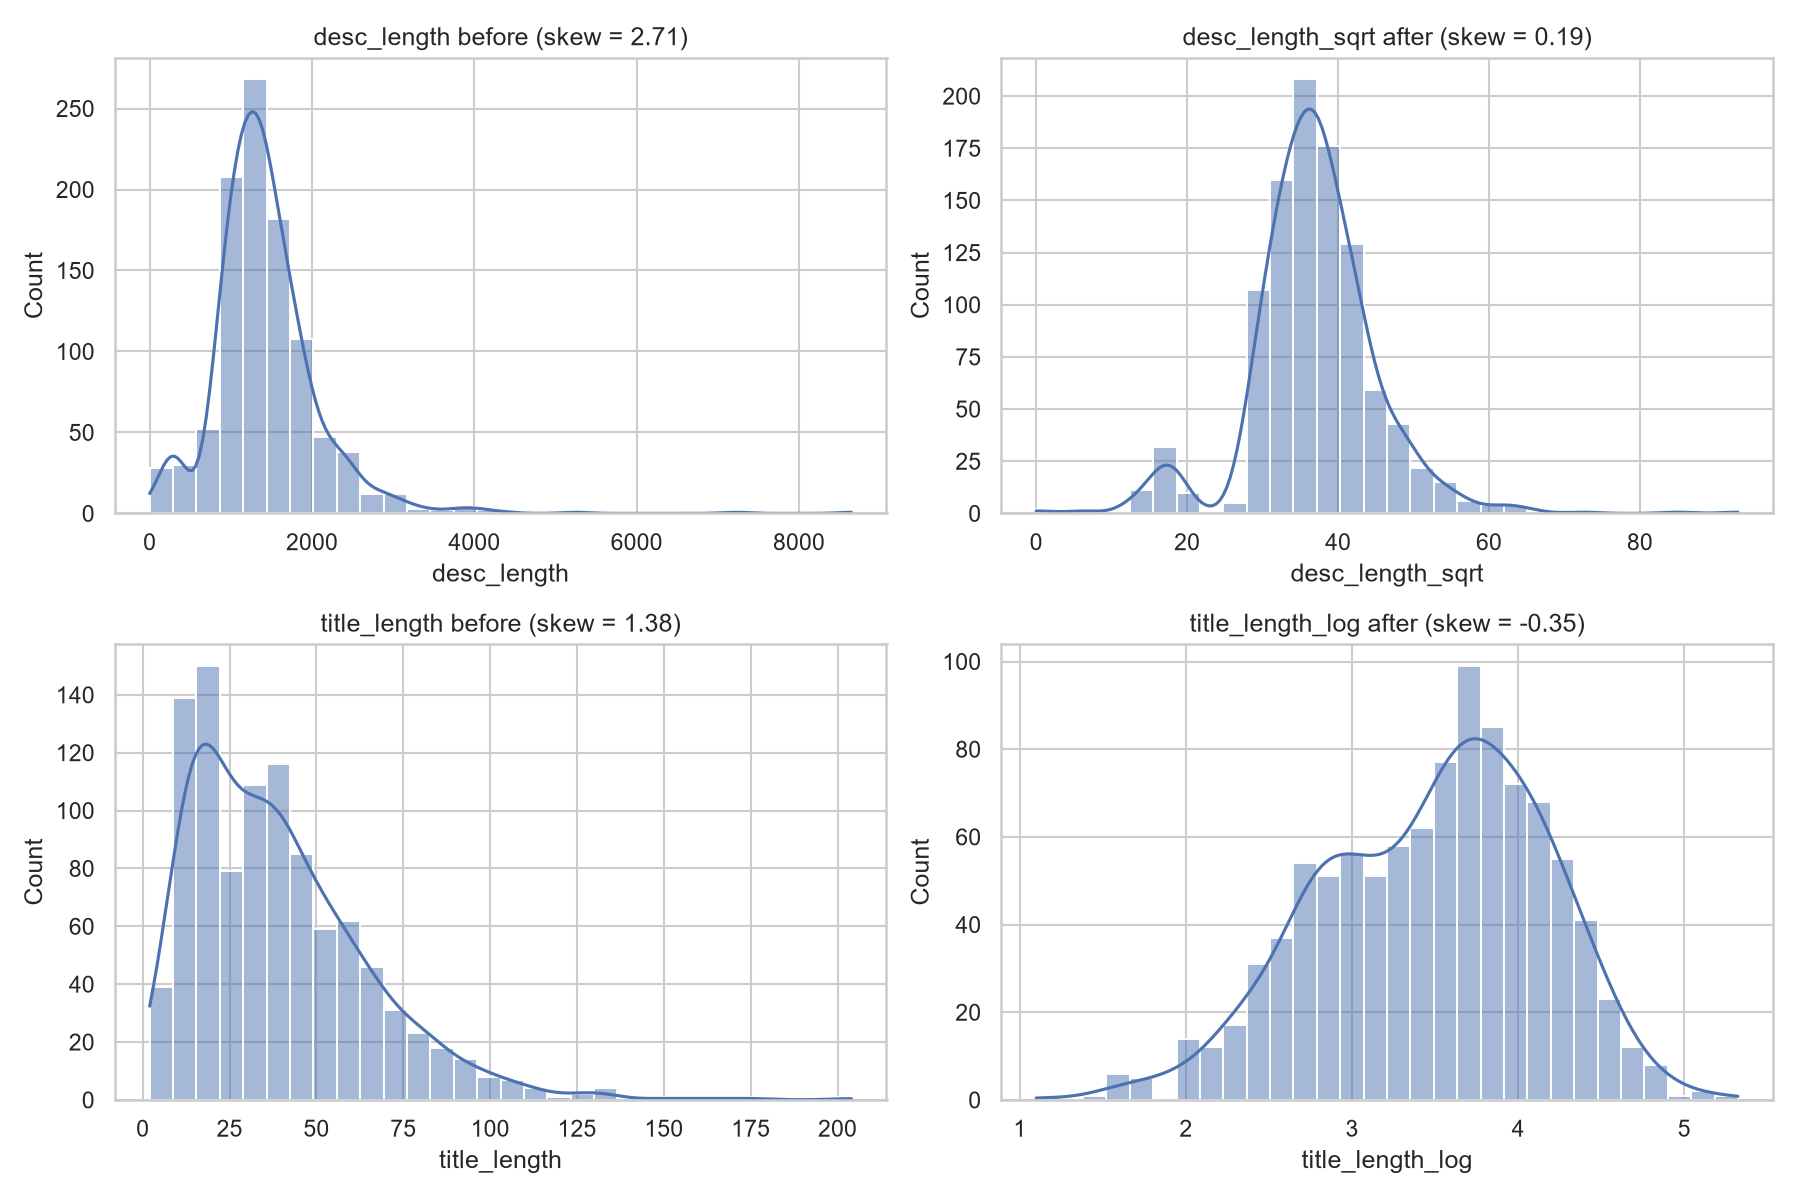 desc_length before (skew = 2.71)
250
200
150
100
50
0
Count
0 2000 4000 6000 8000
desc_length
desc_length_sqrt after (skew = 0.19)
200
175
150
125
100
75
50
25
0
Count
0 20 40 60 80
desc_length_sqrt
title_length before (skew = 1.38)
140
120
100
80
60
40
20
0
Count
0 25 50 75 100 125 150 175 200
title_length
title_length_log after (skew = -0.35)
100
80
60
40
20
0
Count
1 2 3 4 5
title_length_log